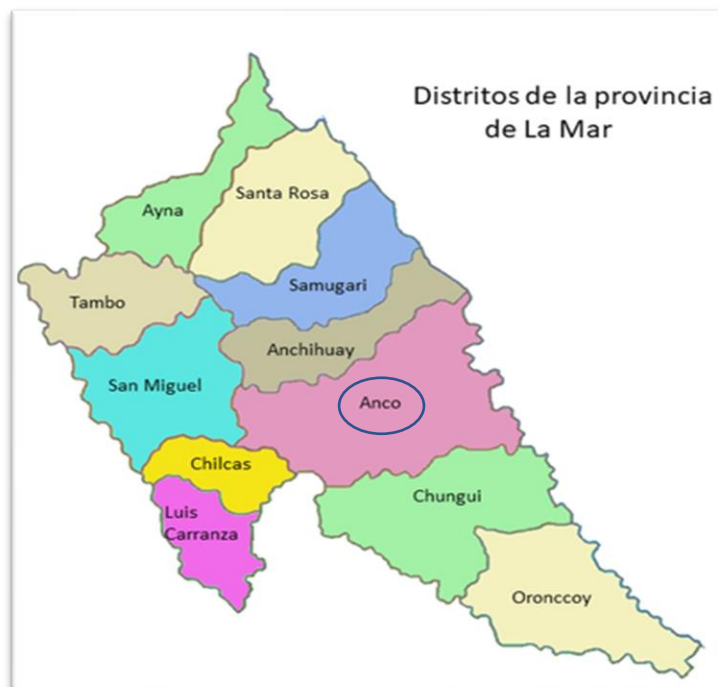 Distritos de la provincia
de La Mar
Santa Rosa
Ayna
Samugari
Tambo
Anchihuay
San Miguel
Anco
Chilcas
Chungui
Luis
Carranza
Oronccoy